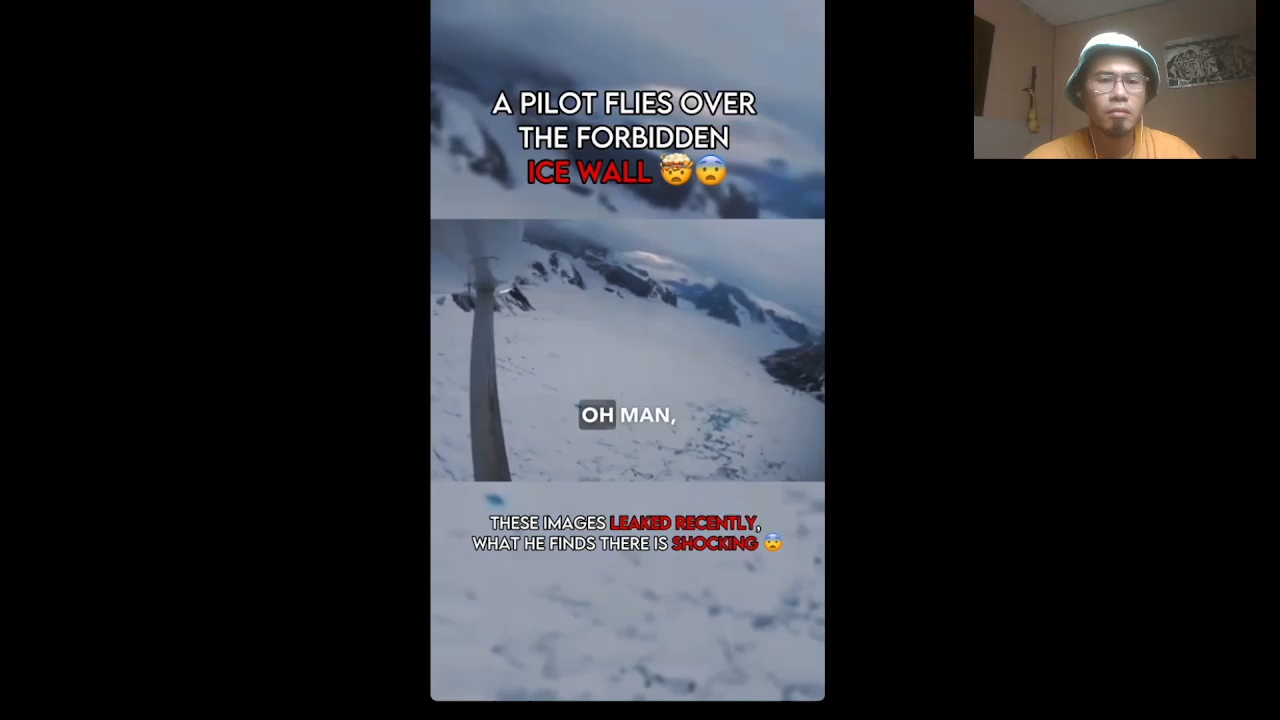 A PILOT FLIES OVER
THE FORBIDDEN
ICE WALL 🤯😨
OH MAN,
THESE IMAGES LEAKED RECENTLY,
WHAT HE FINDS THERE IS SHOCKING 😨